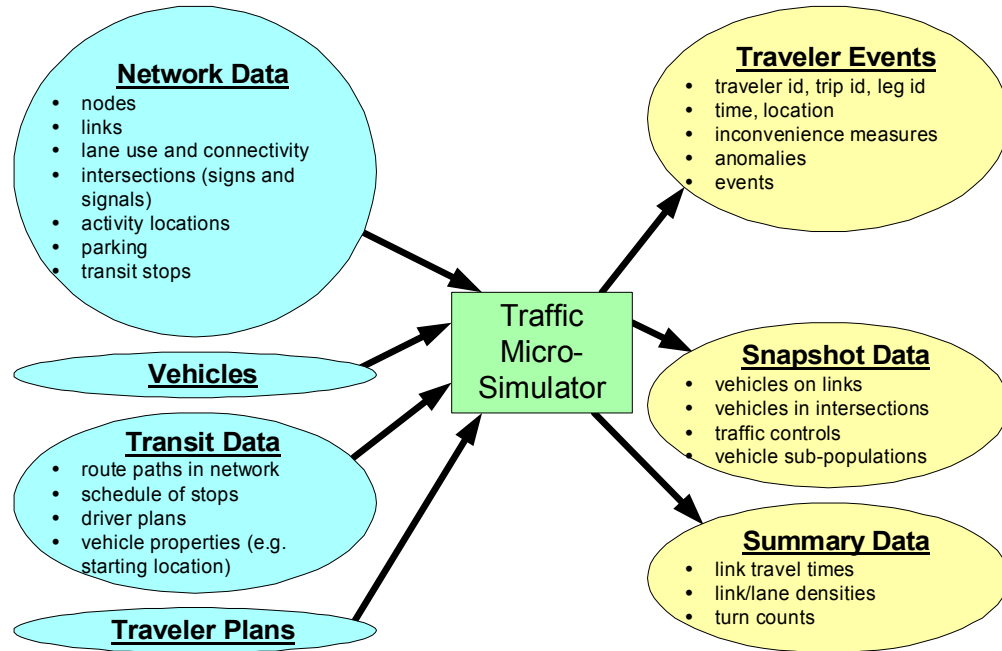 Network Data
• nodes
• links
• lane use and connectivity
• intersections (signs and
signals)
• activity locations
• parking
• transit stops
Vehicles
Transit Data
• route paths in network
• schedule of stops
• driver plans
• vehicle properties (e.g.
starting location)
Traveler Plans
Traffic
Micro-
Simulator
Traveler Events
• traveler id, trip id, leg id
• time, location
• inconvenience measures
• anomalies
• events
Snapshot Data
• vehicles on links
• vehicles in intersections
• traffic controls
• vehicle sub-populations
Summary Data
• link travel times
• link/lane densities
• turn counts